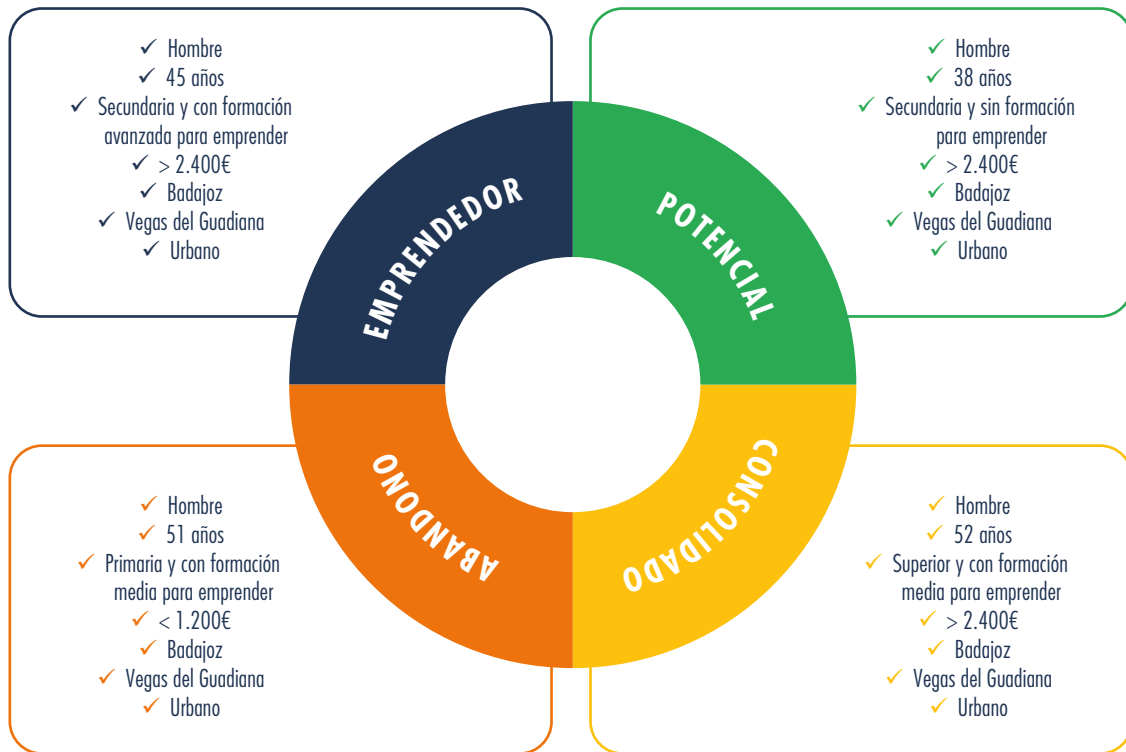 Hombre
45 años
Secundaria y con formación
avanzada para emprender
> 2.400€
Badajoz
Vegas del Guadiana
Urbano
Hombre
38 años
Secundaria y sin formación
para emprender
> 2.400€
Badajoz
Vegas del Guadiana
Urbano
EMPRENDEDOR
POTENCIAL
ABANDONO
CONSOLIDADO
Hombre
51 años
Primaria y con formación
media para emprender
< 1.200€
Badajoz
Vegas del Guadiana
Urbano
Hombre
52 años
Superior y con formación
media para emprender
> 2.400€
Badajoz
Vegas del Guadiana
Urbano